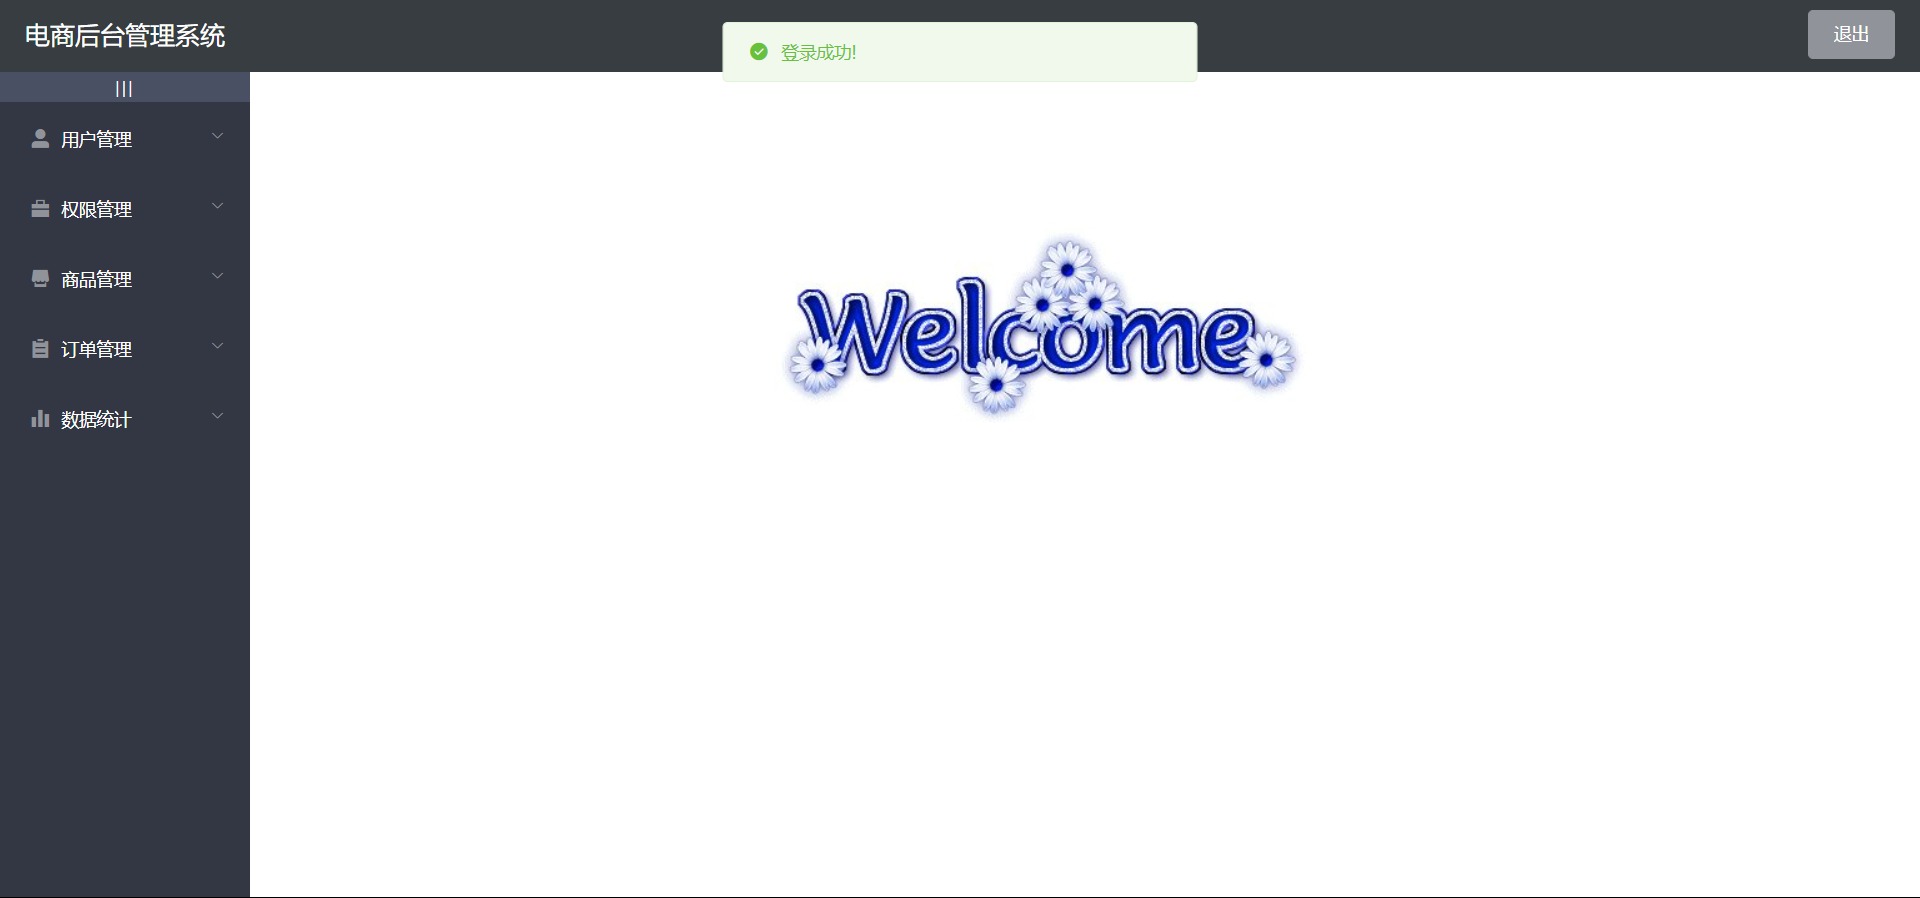 电商后台管理系统
登录成功!
退出
|||
用户管理
权限管理
商品管理
订单管理
数据统计
Welcome